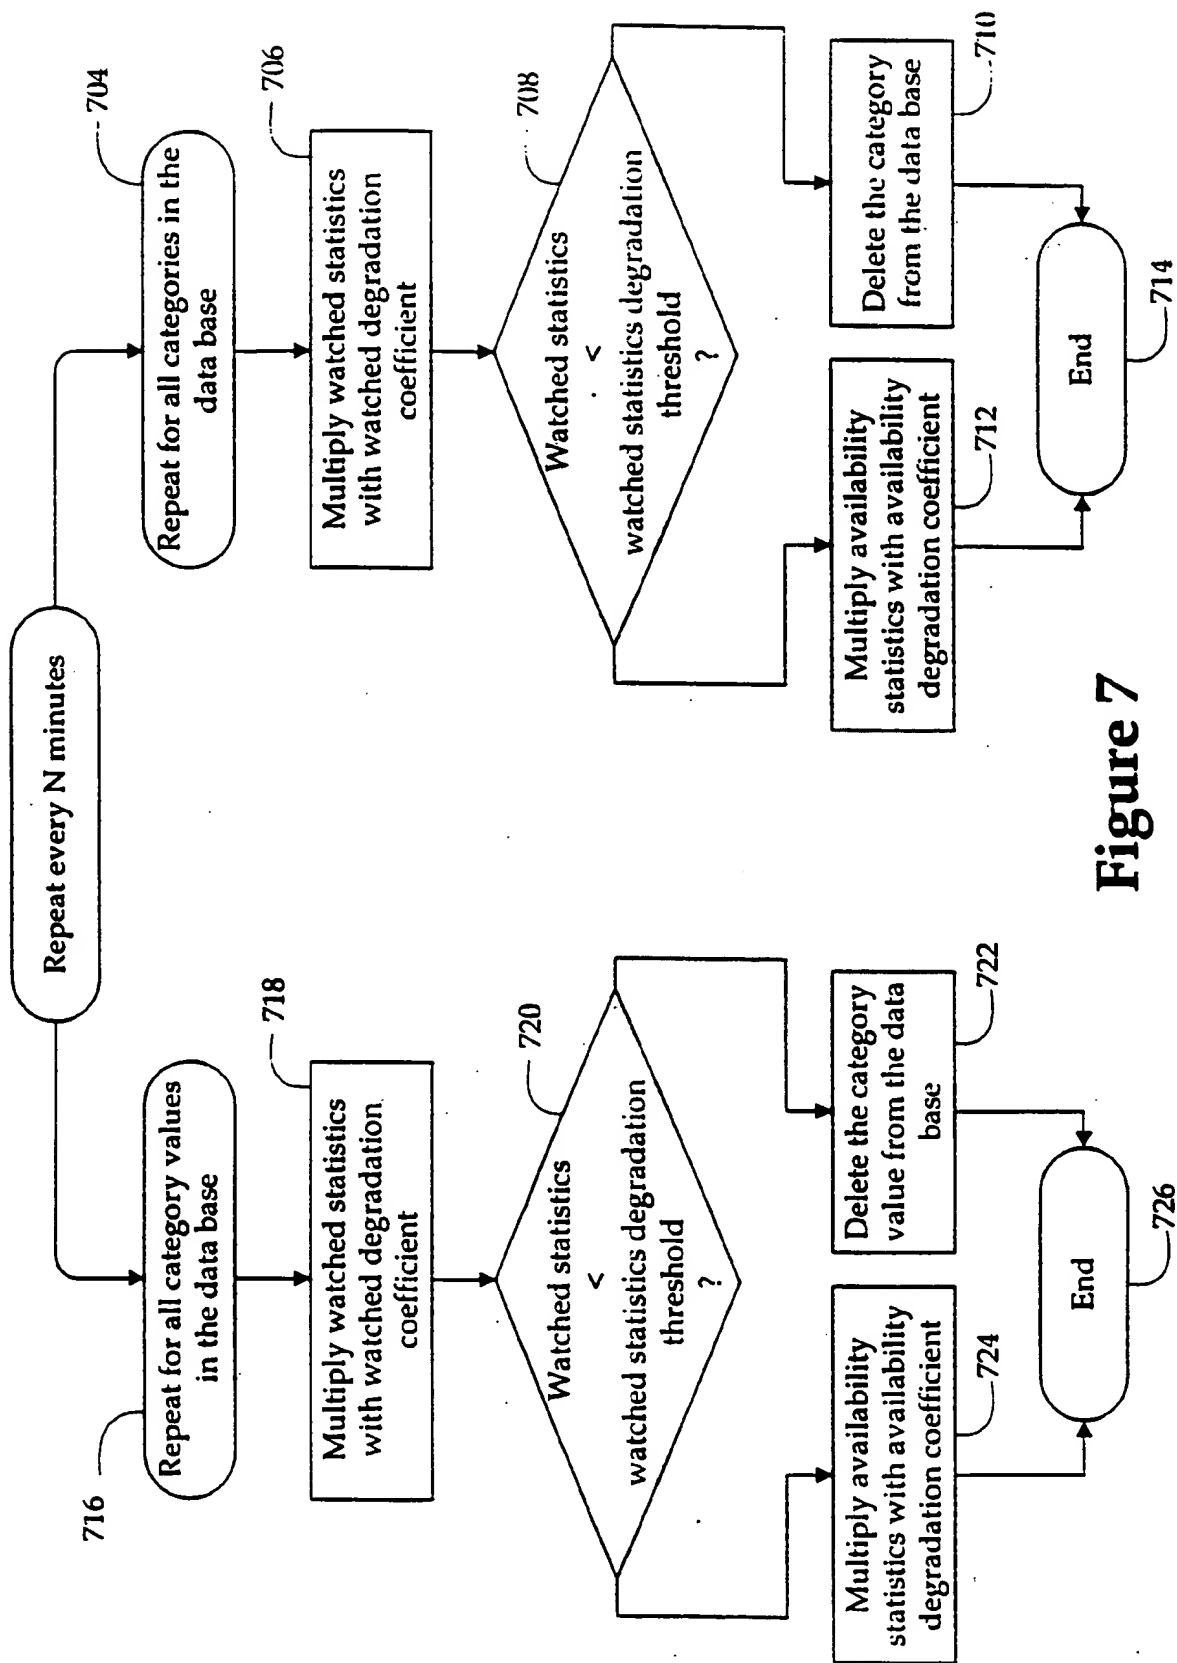 Repeat every N minutes
716
Repeat for all category values
in the data base
718
Multiply watched statistics
with watched degradation
coefficient
720
Watched statistics
<
watched statistics degradation
threshold
?
Multiply availability
statistics with availability
degradation coefficient
724
Delete the category
value from the data
base
722
End
726
704
Repeat for all categories in the
data base
706
Multiply watched statistics
with watched degradation
coefficient
708
Watched statistics
<
watched statistics degradation
threshold
?
Multiply availability
statistics with availability
degradation coefficient
712
Delete the category
from the data base
710
End
714
Figure 7